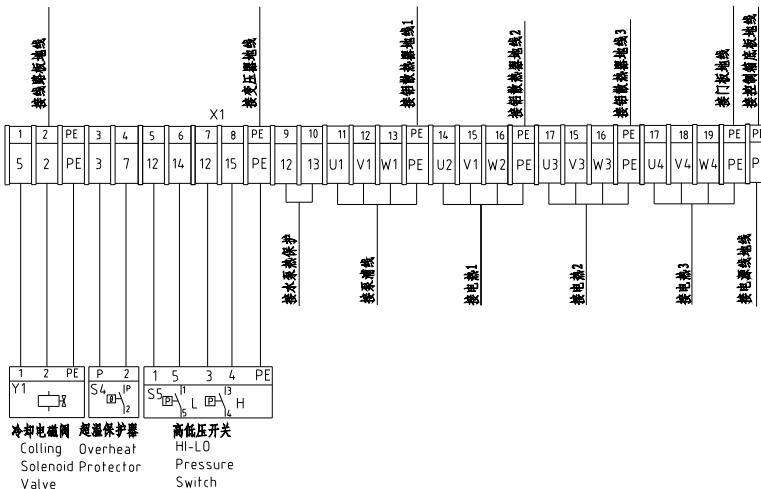 接线路板地线
接变压器地线
接铝散热器地线1
接铝散热器地线2
接铝散热器地线3
接门板地线
接控制箱底板地线
X1
1 2 PE 3 4 5 6 7 8 PE 9 10 11 12 13 PE 14 15 16 PE 17 15 16 PE 17 18 19 PE
5 2 PE 3 7 12 14 12 15 PE 12 13 U1 V1 W1 PE U2 V1 W2 PE U3 V3 W3 PE U4 V4 W4 PE
接水泵热保护
接泵浦线
接电热1
接电热2
接电热3
接电源线地线
1 2 PE P 2 1 5 3 4 PE
Y1 S4 P 2 S5 P 1 5 L P 3 4 H
冷却电磁阀 超温保护器 高低压开关
Colling Overheat HI-LO
Solenoid Protector Pressure
Valve Switch